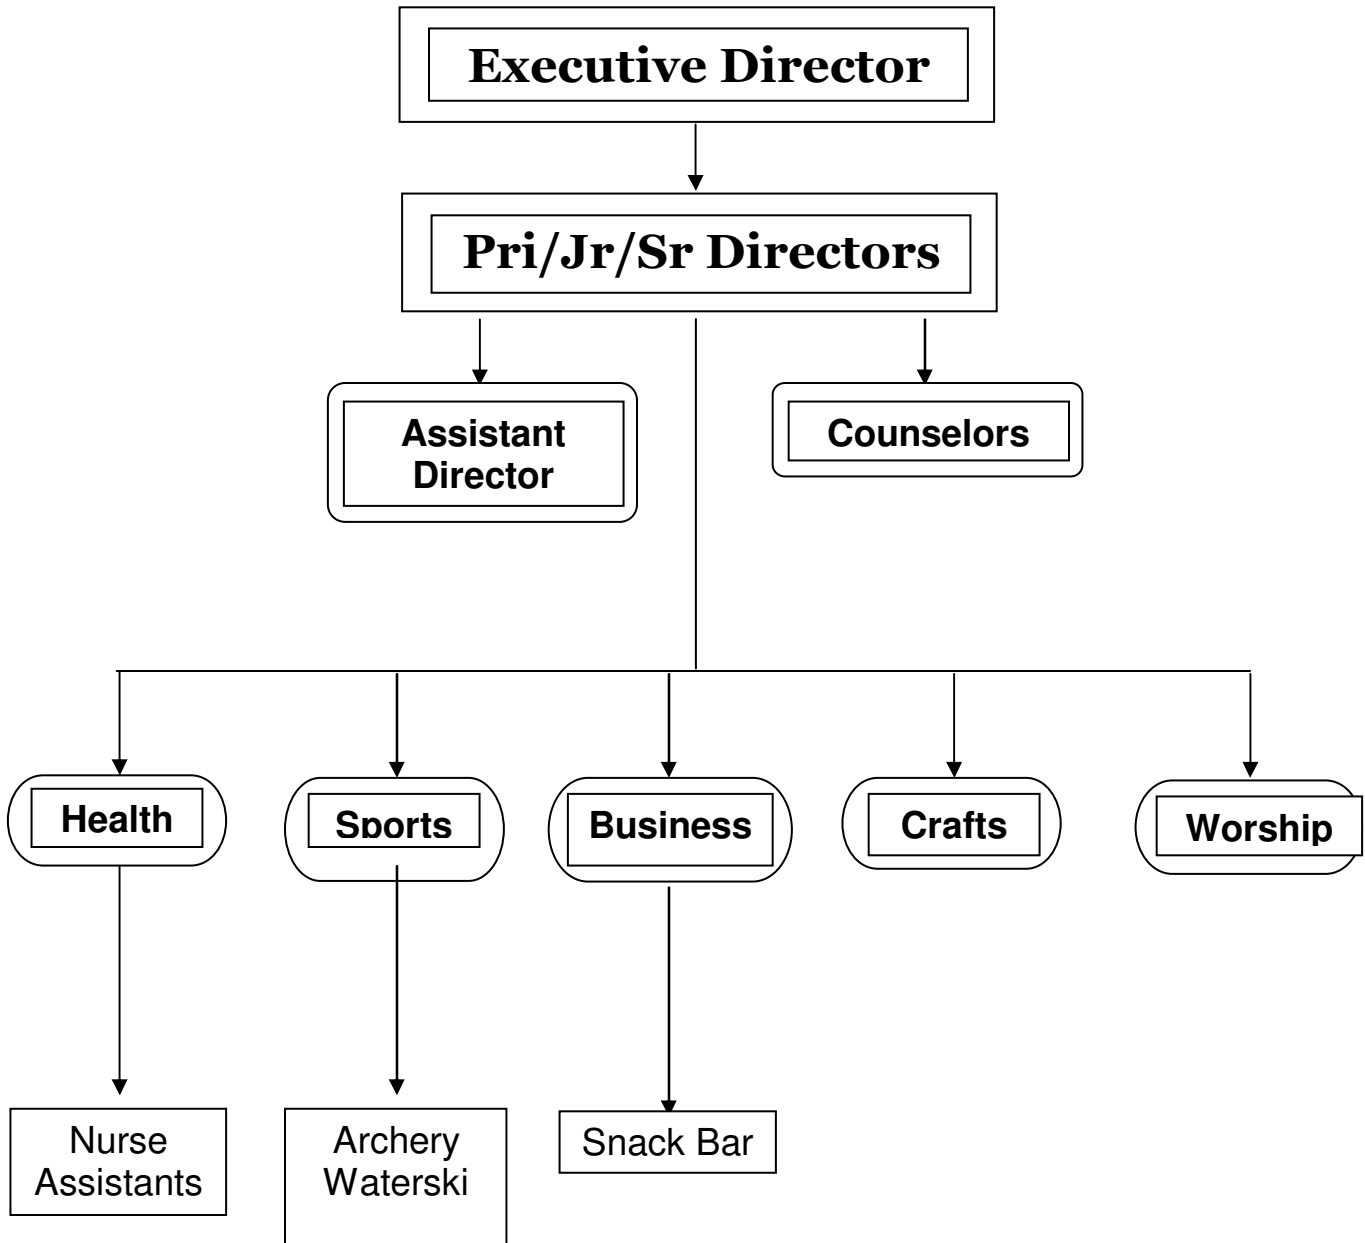 Executive Director
Pri/Jr/Sr Directors
Assistant
Director
Counselors
Health
Sports
Business
Crafts
Worship
Nurse
Assistants
Archery
Waterski
Snack Bar